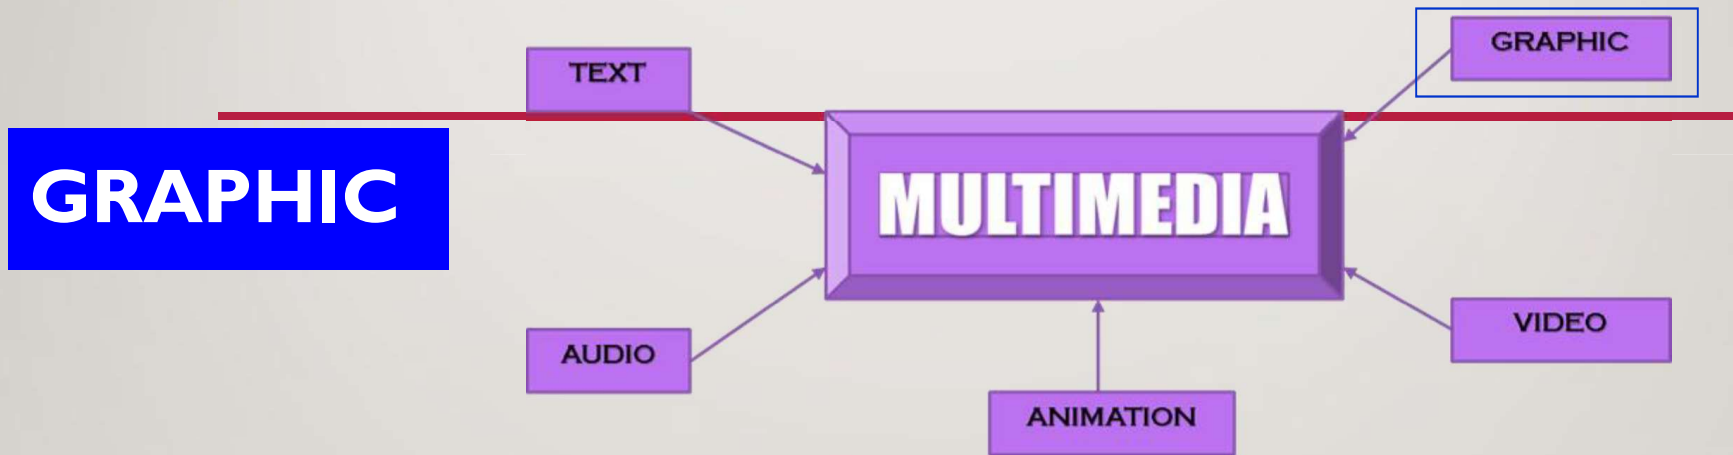 GRAPHIC
TEXT
GRAPHIC
MULTIMEDIA
AUDIO
VIDEO
ANIMATION